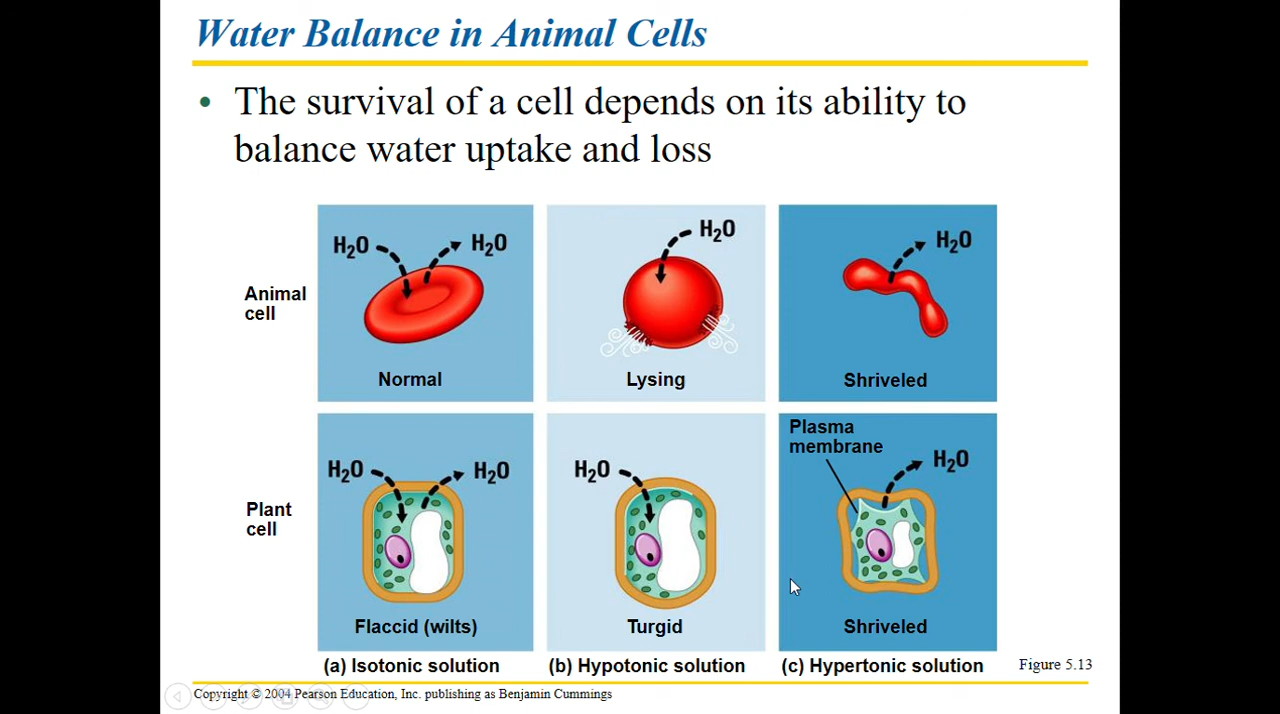 Water Balance in Animal Cells
• The survival of a cell depends on its ability to
balance water uptake and loss
H₂O H₂O
H₂O
H₂O
Animal
cell
Normal
Lysing
Shriveled
Plasma
membrane
H₂O H₂O
H₂O
H₂O
Plant
cell
Flaccid (wilts)
Turgid
Shriveled
(a) Isotonic solution
(b) Hypotonic solution
(c) Hypertonic solution
Figure 5.13
Copyright © 2004 Pearson Education, Inc. publishing as Benjamin Cummings